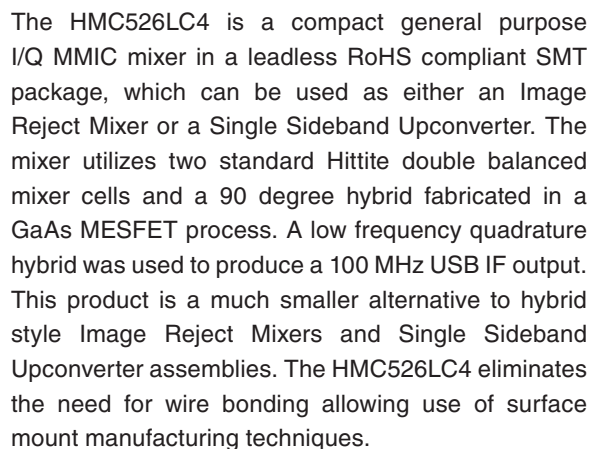 The HMC526LC4 is a compact general purpose
I/Q MMIC mixer in a leadless RoHS compliant SMT
package, which can be used as either an Image
Reject Mixer or a Single Sideband Upconverter. The
mixer utilizes two standard Hittite double balanced
mixer cells and a 90 degree hybrid fabricated in a
GaAs MESFET process. A low frequency quadrature
hybrid was used to produce a 100 MHz USB IF output.
This product is a much smaller alternative to hybrid
style Image Reject Mixers and Single Sideband
Upconverter assemblies. The HMC526LC4 eliminates
the need for wire bonding allowing use of surface
mount manufacturing techniques.